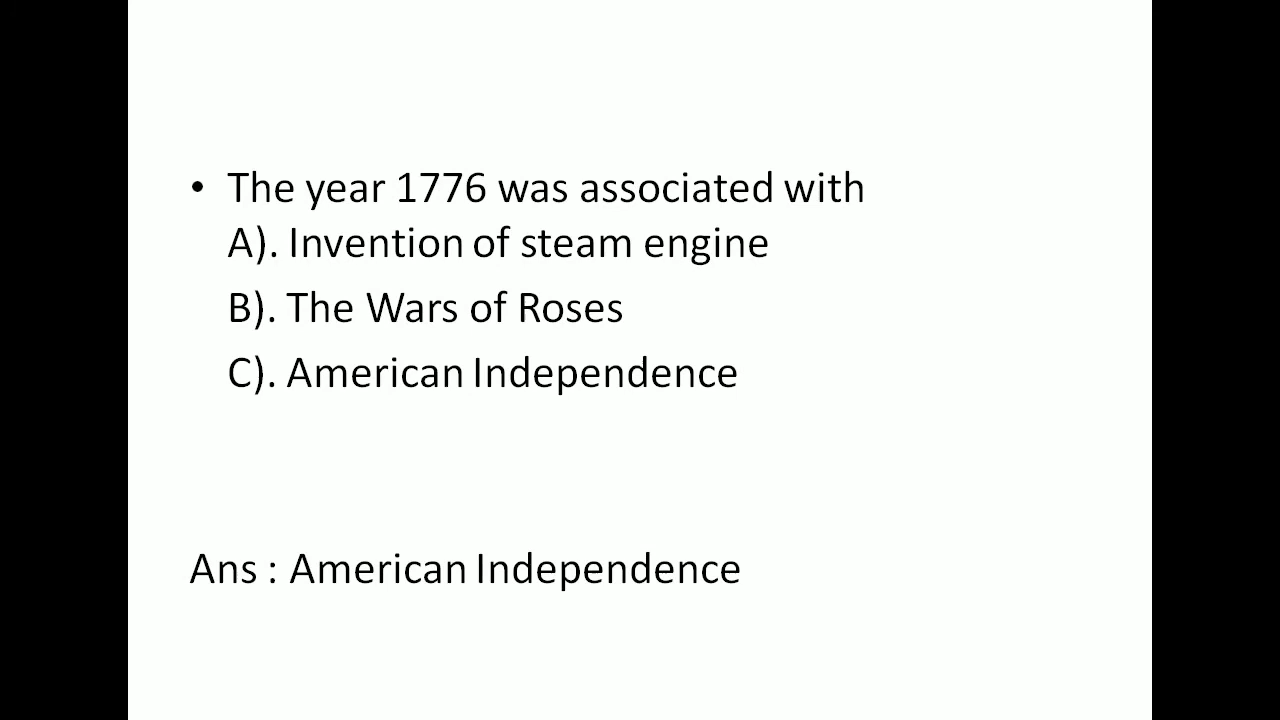 • The year 1776 was associated with
A). Invention of steam engine
B). The Wars of Roses
C). American Independence
Ans : American Independence